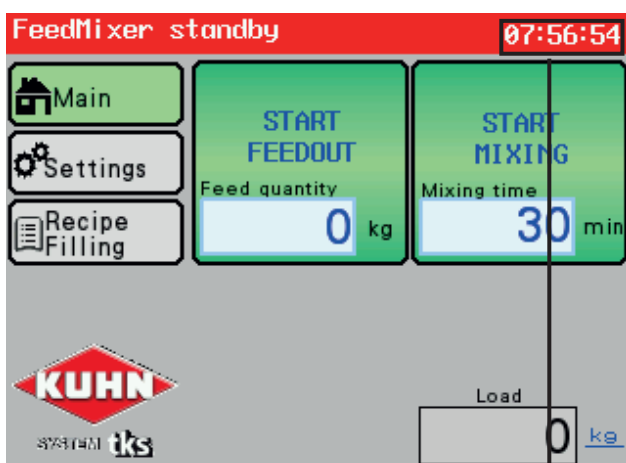 FeedMixer standby
07:56:54
Main
Settings
Recipe
Filling
START
FEEDOUT
Feed quantity
0 kg
START
MIXING
Mixing time
30 min
KUHN
SYSTEM tks
Load
0 kg